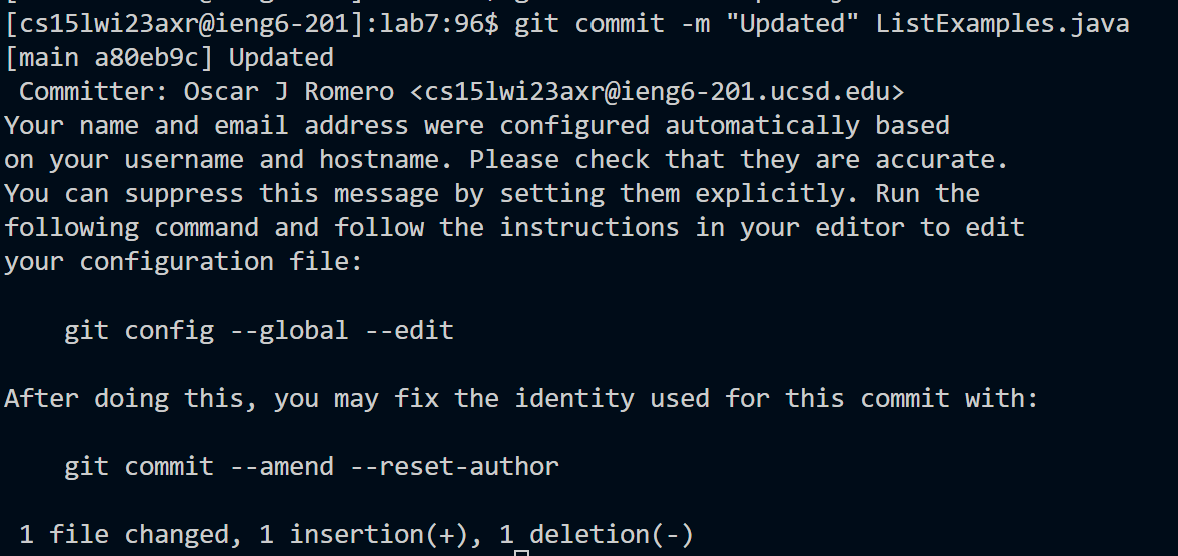 [cs15lwi23axr@ieng6-201]:lab7:96$ git commit -m "Updated" ListExamples.java
[main a80eb9c] Updated
 Committer: Oscar J Romero <cs15lwi23axr@ieng6-201.ucsd.edu>
Your name and email address were configured automatically based
on your username and hostname. Please check that they are accurate.
You can suppress this message by setting them explicitly. Run the
following command and follow the instructions in your editor to edit
your configuration file:

    git config --global --edit

After doing this, you may fix the identity used for this commit with:

    git commit --amend --reset-author

 1 file changed, 1 insertion(+), 1 deletion(-)